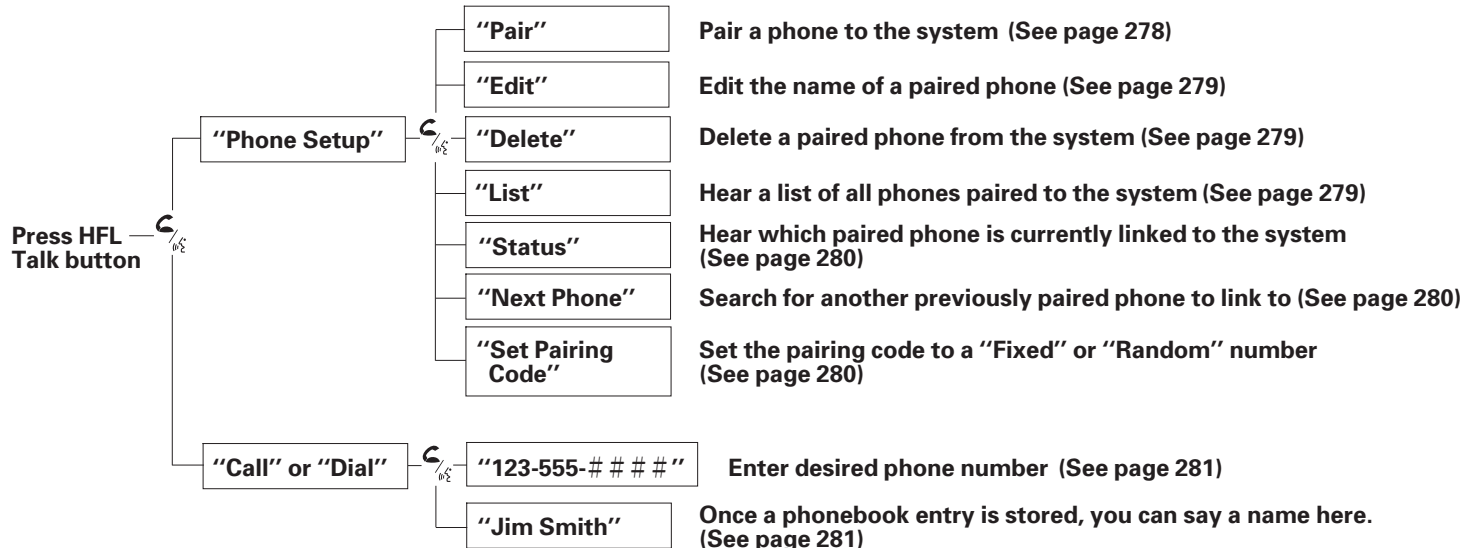 "Pair" Pair a phone to the system (See page 278)
"Edit" Edit the name of a paired phone (See page 279)
"Phone Setup" "Delete" Delete a paired phone from the system (See page 279)
"List" Hear a list of all phones paired to the system (See page 279)
Press HFL
Talk button
"Status" Hear which paired phone is currently linked to the system
(See page 280)
"Next Phone" Search for another previously paired phone to link to (See page 280)
"Set Pairing
Code"
Set the pairing code to a "Fixed" or "Random" number
(See page 280)
"Call" or "Dial" "123-555-####" Enter desired phone number (See page 281)
"Jim Smith" Once a phonebook entry is stored, you can say a name here.
(See page 281)